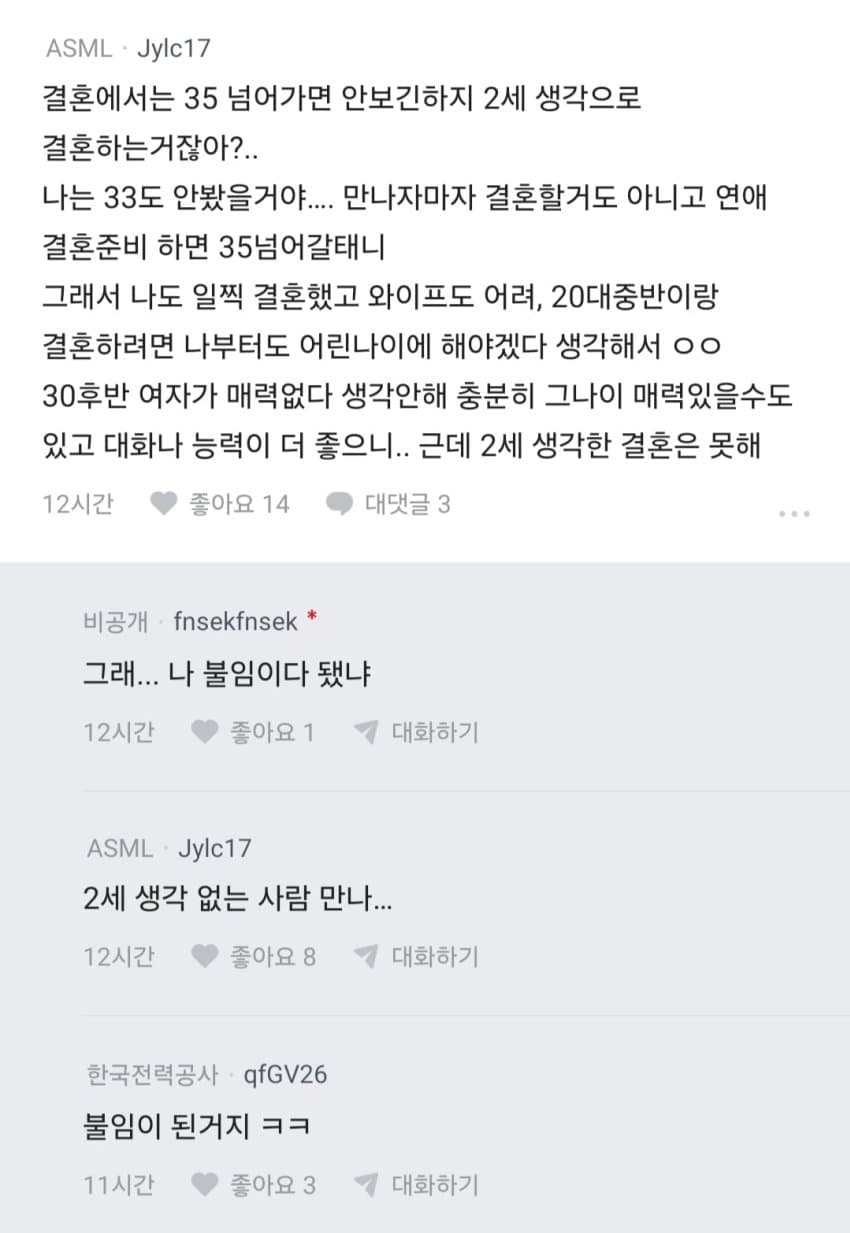 ASML · Jylc17
결혼에서는 35 넘어가면 안보긴하지 2세 생각으로
결혼하는거잖아?..
나는 33도 안봤을거야.... 만나자마자 결혼할거도 아니고 연애
결혼준비 하면 35넘어갈태니
그래서 나도 일찍 결혼했고 와이프도 어려, 20대중반이랑
결혼하려면 나부터도 어린나이에 해야겠다 생각해서 ㅇㅇ
30후반 여자가 매력없다 생각안해 충분히 그나이 매력있을수도
있고 대화나 능력이 더 좋으니.. 근데 2세 생각한 결혼은 못해
12시간 좋아요 14 대댓글 3
비공개 · fnsekfnsek *
그래... 나 불임이다 됐냐
12시간 좋아요 1 대화하기
ASML · Jylc17
2세 생각 없는 사람 만나...
12시간 좋아요 8 대화하기
한국전력공사 · qfGV26
불임이 된거지 ㅋㅋ
11시간 좋아요 3 대화하기